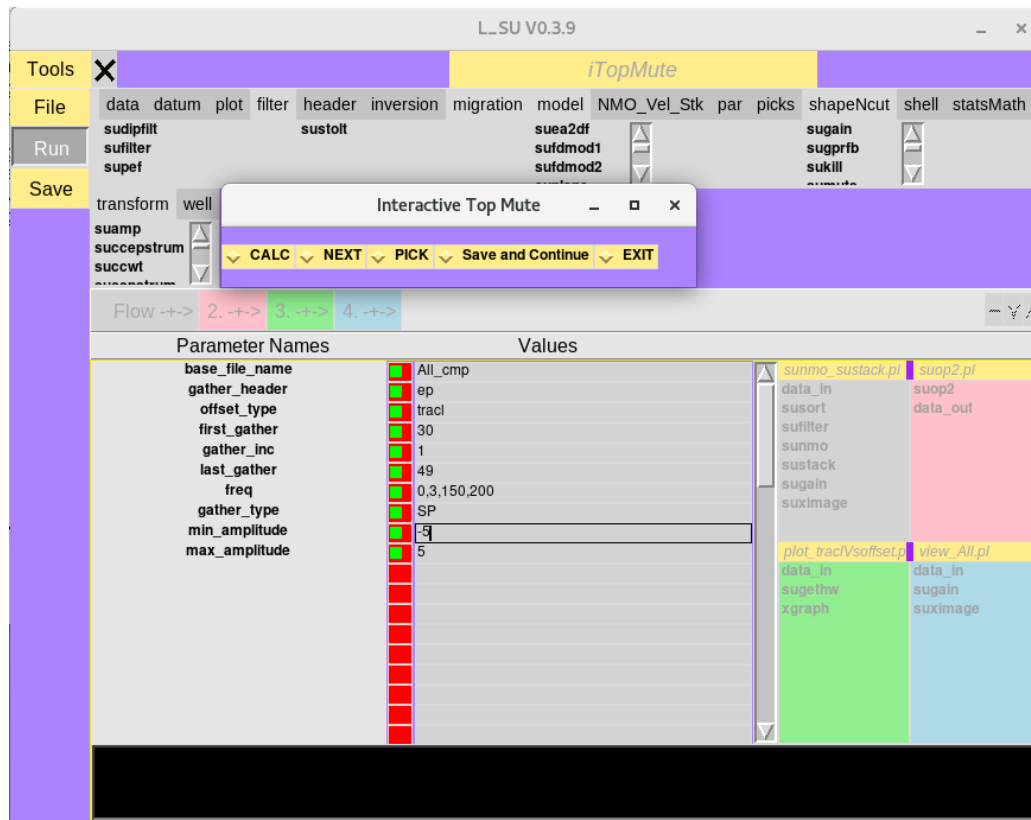 L_SU V0.3.9
Tools
iTopMute
File
data datum plot filter header inversion migration model NMO_Vel_Stk par picks shapeNcut shell statsMath
Run
Save
sudipfilt
sufilter
supef
sustolt
suea2df
sufdmod1
sufdmod2
sugain
sugprfb
sukill
sumute
transform well
suamp
succepstrum
succwt
Interactive Top Mute
CALC NEXT PICK Save and Continue EXIT
Flow -+-> 2. -+-> 3. -+-> 4. -+->
Parameter Names Values
base_file_name All_cmp
gather_header ep
offset_type tracl
first_gather 30
gather_inc 1
last_gather 49
freq 0,3,150,200
gather_type SP
min_amplitude -5
max_amplitude 5
sunmo_sustack.pl
data_in
susort
sufilter
sunmo
sustack
sugain
suximage
suop2.pl
suop2
data_out
plot_traclVsoffset.p
data_in
sugethw
xgraph
view_All.pl
data_in
sugain
suximage